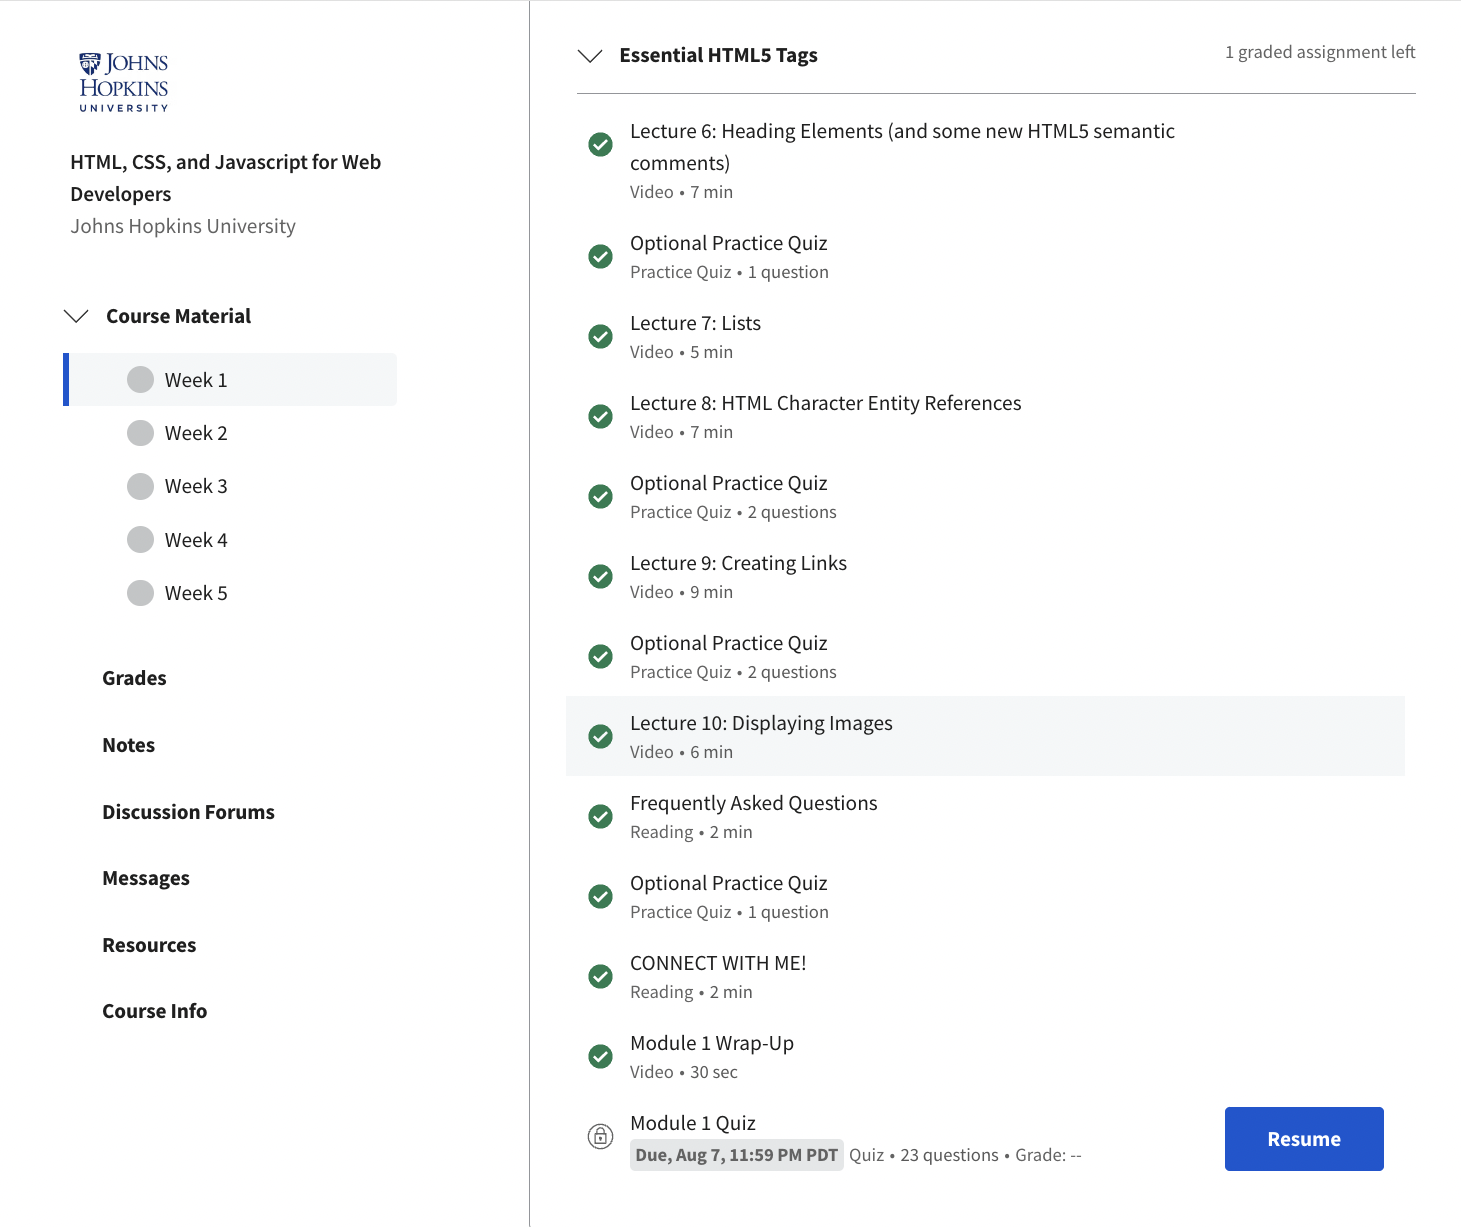 JOHNS
HOPKINS
UNIVERSITY
HTML, CSS, and Javascript for Web
Developers
Johns Hopkins University
Course Material
Week 1
Week 2
Week 3
Week 4
Week 5
Grades
Notes
Discussion Forums
Messages
Resources
Course Info
Essential HTML5 Tags
1 graded assignment left
Lecture 6: Heading Elements (and some new HTML5 semantic
comments)
Video • 7 min
Optional Practice Quiz
Practice Quiz • 1 question
Lecture 7: Lists
Video • 5 min
Lecture 8: HTML Character Entity References
Video • 7 min
Optional Practice Quiz
Practice Quiz • 2 questions
Lecture 9: Creating Links
Video • 9 min
Optional Practice Quiz
Practice Quiz • 2 questions
Lecture 10: Displaying Images
Video • 6 min
Frequently Asked Questions
Reading • 2 min
Optional Practice Quiz
Practice Quiz • 1 question
CONNECT WITH ME!
Reading • 2 min
Module 1 Wrap-Up
Video • 30 sec
Module 1 Quiz
Due, Aug 7, 11:59 PM PDT Quiz • 23 questions • Grade: --
Resume